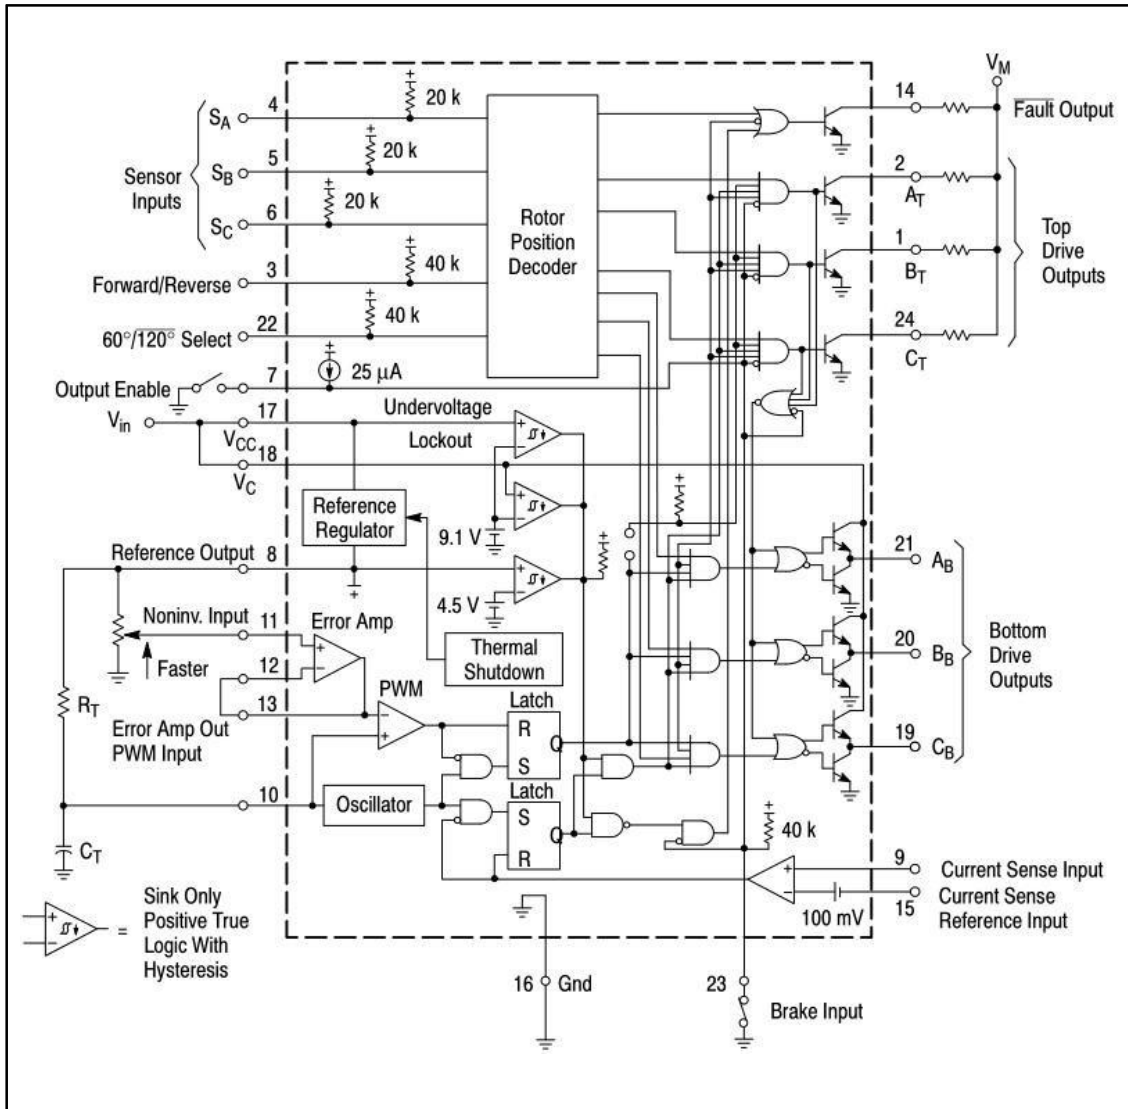 V_M
14
Fault Output
4
S_A
20 k
5
S_B
20 k
Sensor
Inputs
6
S_C
20 k
Rotor
Position
Decoder
2
A_T
1
B_T
Top
Drive
Outputs
3
Forward/Reverse
40 k
22
60°/120° Select
40 k
24
C_T
7
Output Enable
25 μA
V_in
17
V_CC
Undervoltage
Lockout
18
V_C
Reference
Regulator
9.1 V
8
Reference Output
4.5 V
21
A_B
11
Noninv. Input
Error Amp
Faster
12
Thermal
Shutdown
20
B_B
Bottom
Drive
Outputs
R_T
13
Error Amp Out
PWM Input
PWM
Latch
R
Q
S
19
C_B
10
Oscillator
Latch
S
Q
R
40 k
C_T
9
Current Sense Input
15
Current Sense
Reference Input
100 mV
= Sink Only
Positive True
Logic With
Hysteresis
16 Gnd
23
Brake Input